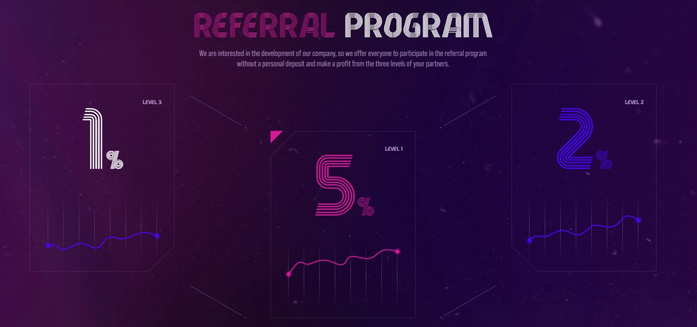 REFERRAL PROGRAM
We are interested in the development of our company, so we offer everyone to participate in the referral program
without a personal deposit and make a profit from the three levels of your partners.
LEVEL 3
1%
LEVEL 1
5%
LEVEL 2
2%